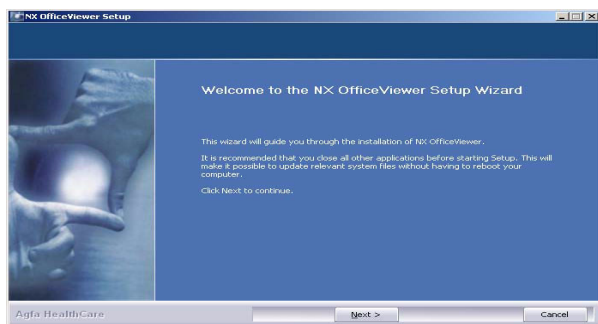 NX OfficeViewer Setup
Welcome to the NX OfficeViewer Setup Wizard
This wizard will guide you through the installation of NX OfficeViewer.
It is recommended that you close all other applications before starting Setup. This will
make it possible to update relevant system files without having to reboot your
computer.
Click Next to continue.
Agfa HealthCare
Next >
Cancel